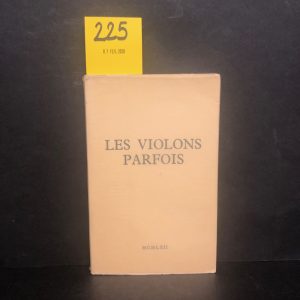 225
LES VIOLONS
PARFOIS
MCMLXII